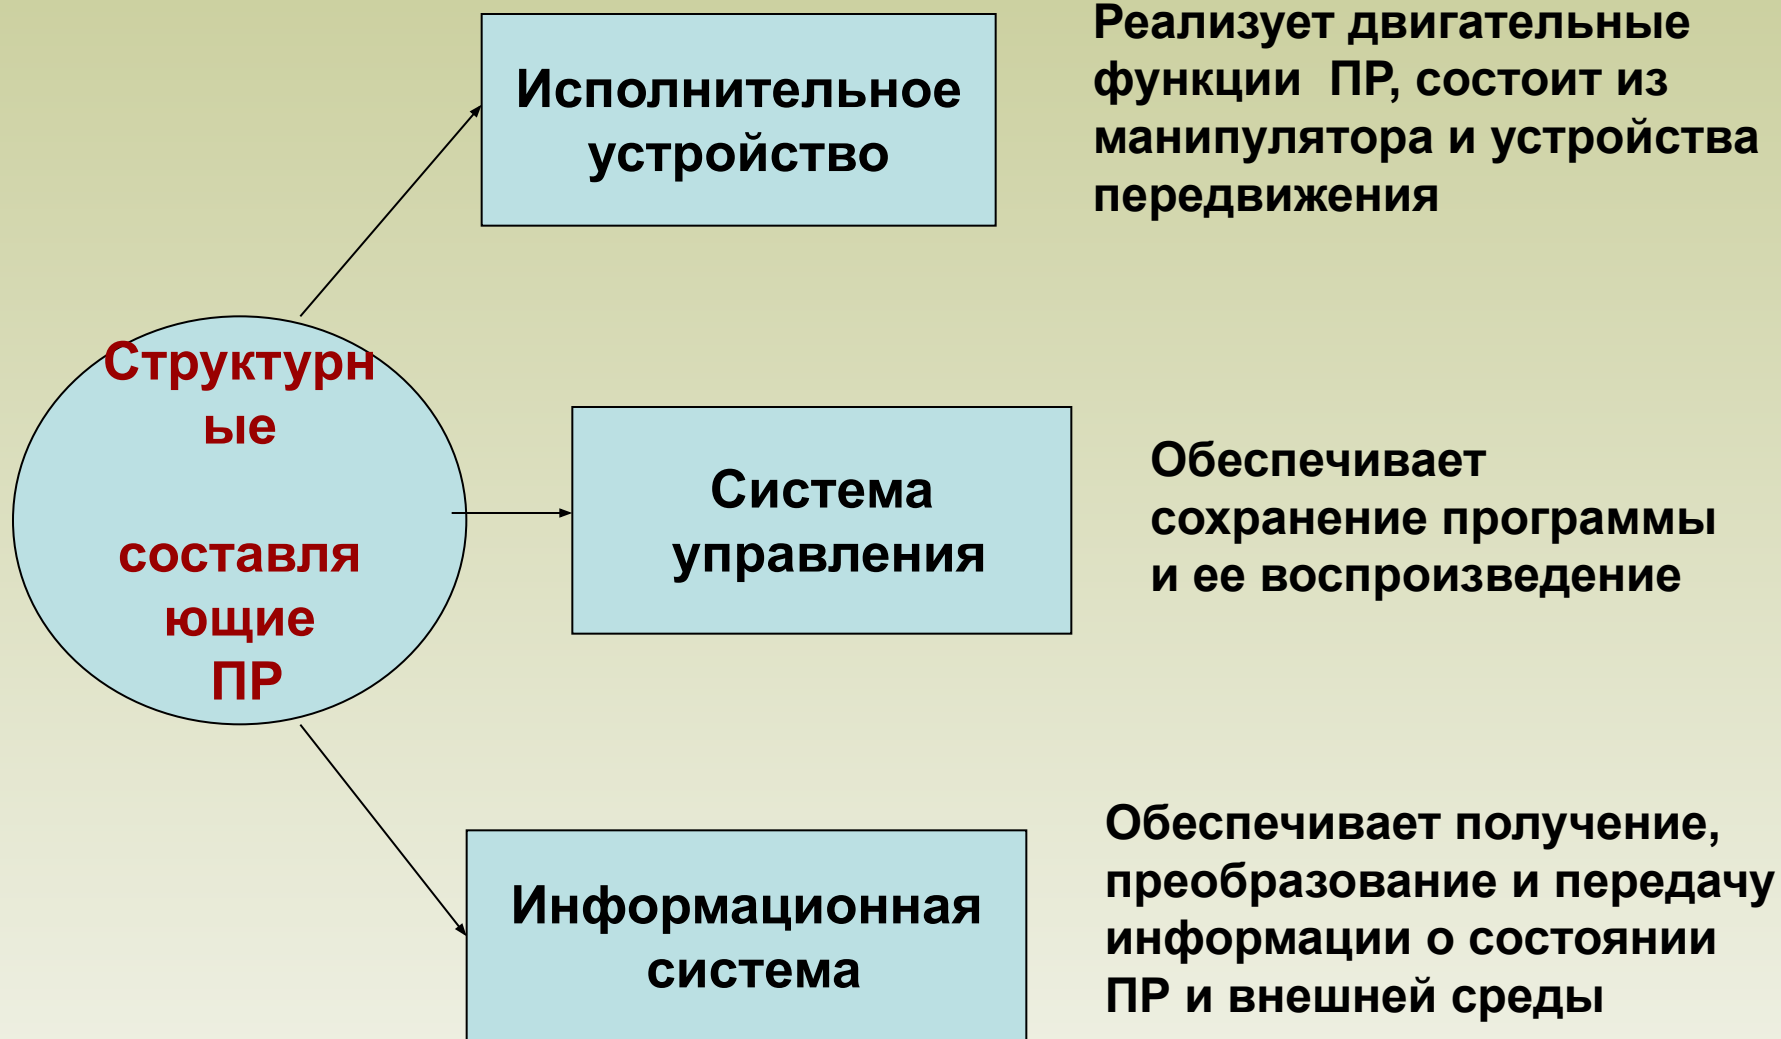 Исполнительное
устройство
Реализует двигательные
функции ПР, состоит из
манипулятора и устройства
передвижения
Структурн
ые
составля
ющие
ПР
Система
управления
Обеспечивает
сохранение программы
и ее воспроизведение
Информационная
система
Обеспечивает получение,
преобразование и передачу
информации о состоянии
ПР и внешней среды